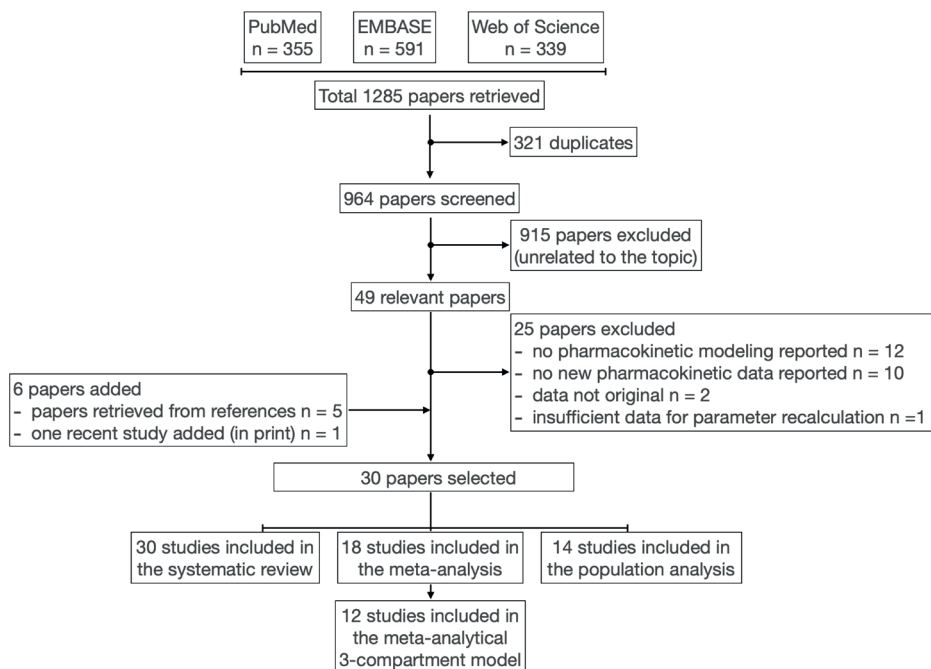 PubMed
n = 355
EMBASE
n = 591
Web of Science
n = 339
Total 1285 papers retrieved
321 duplicates
964 papers screened
915 papers excluded
(unrelated to the topic)
49 relevant papers
25 papers excluded
- no pharmacokinetic modeling reported n = 12
- no new pharmacokinetic data reported n = 10
- data not original n = 2
- insufficient data for parameter recalculation n =1
6 papers added
- papers retrieved from references n = 5
- one recent study added (in print) n = 1
30 papers selected
30 studies included in
the systematic review
18 studies included in
the meta-analysis
14 studies included in
the population analysis
12 studies included in
the meta-analytical
3-compartment model